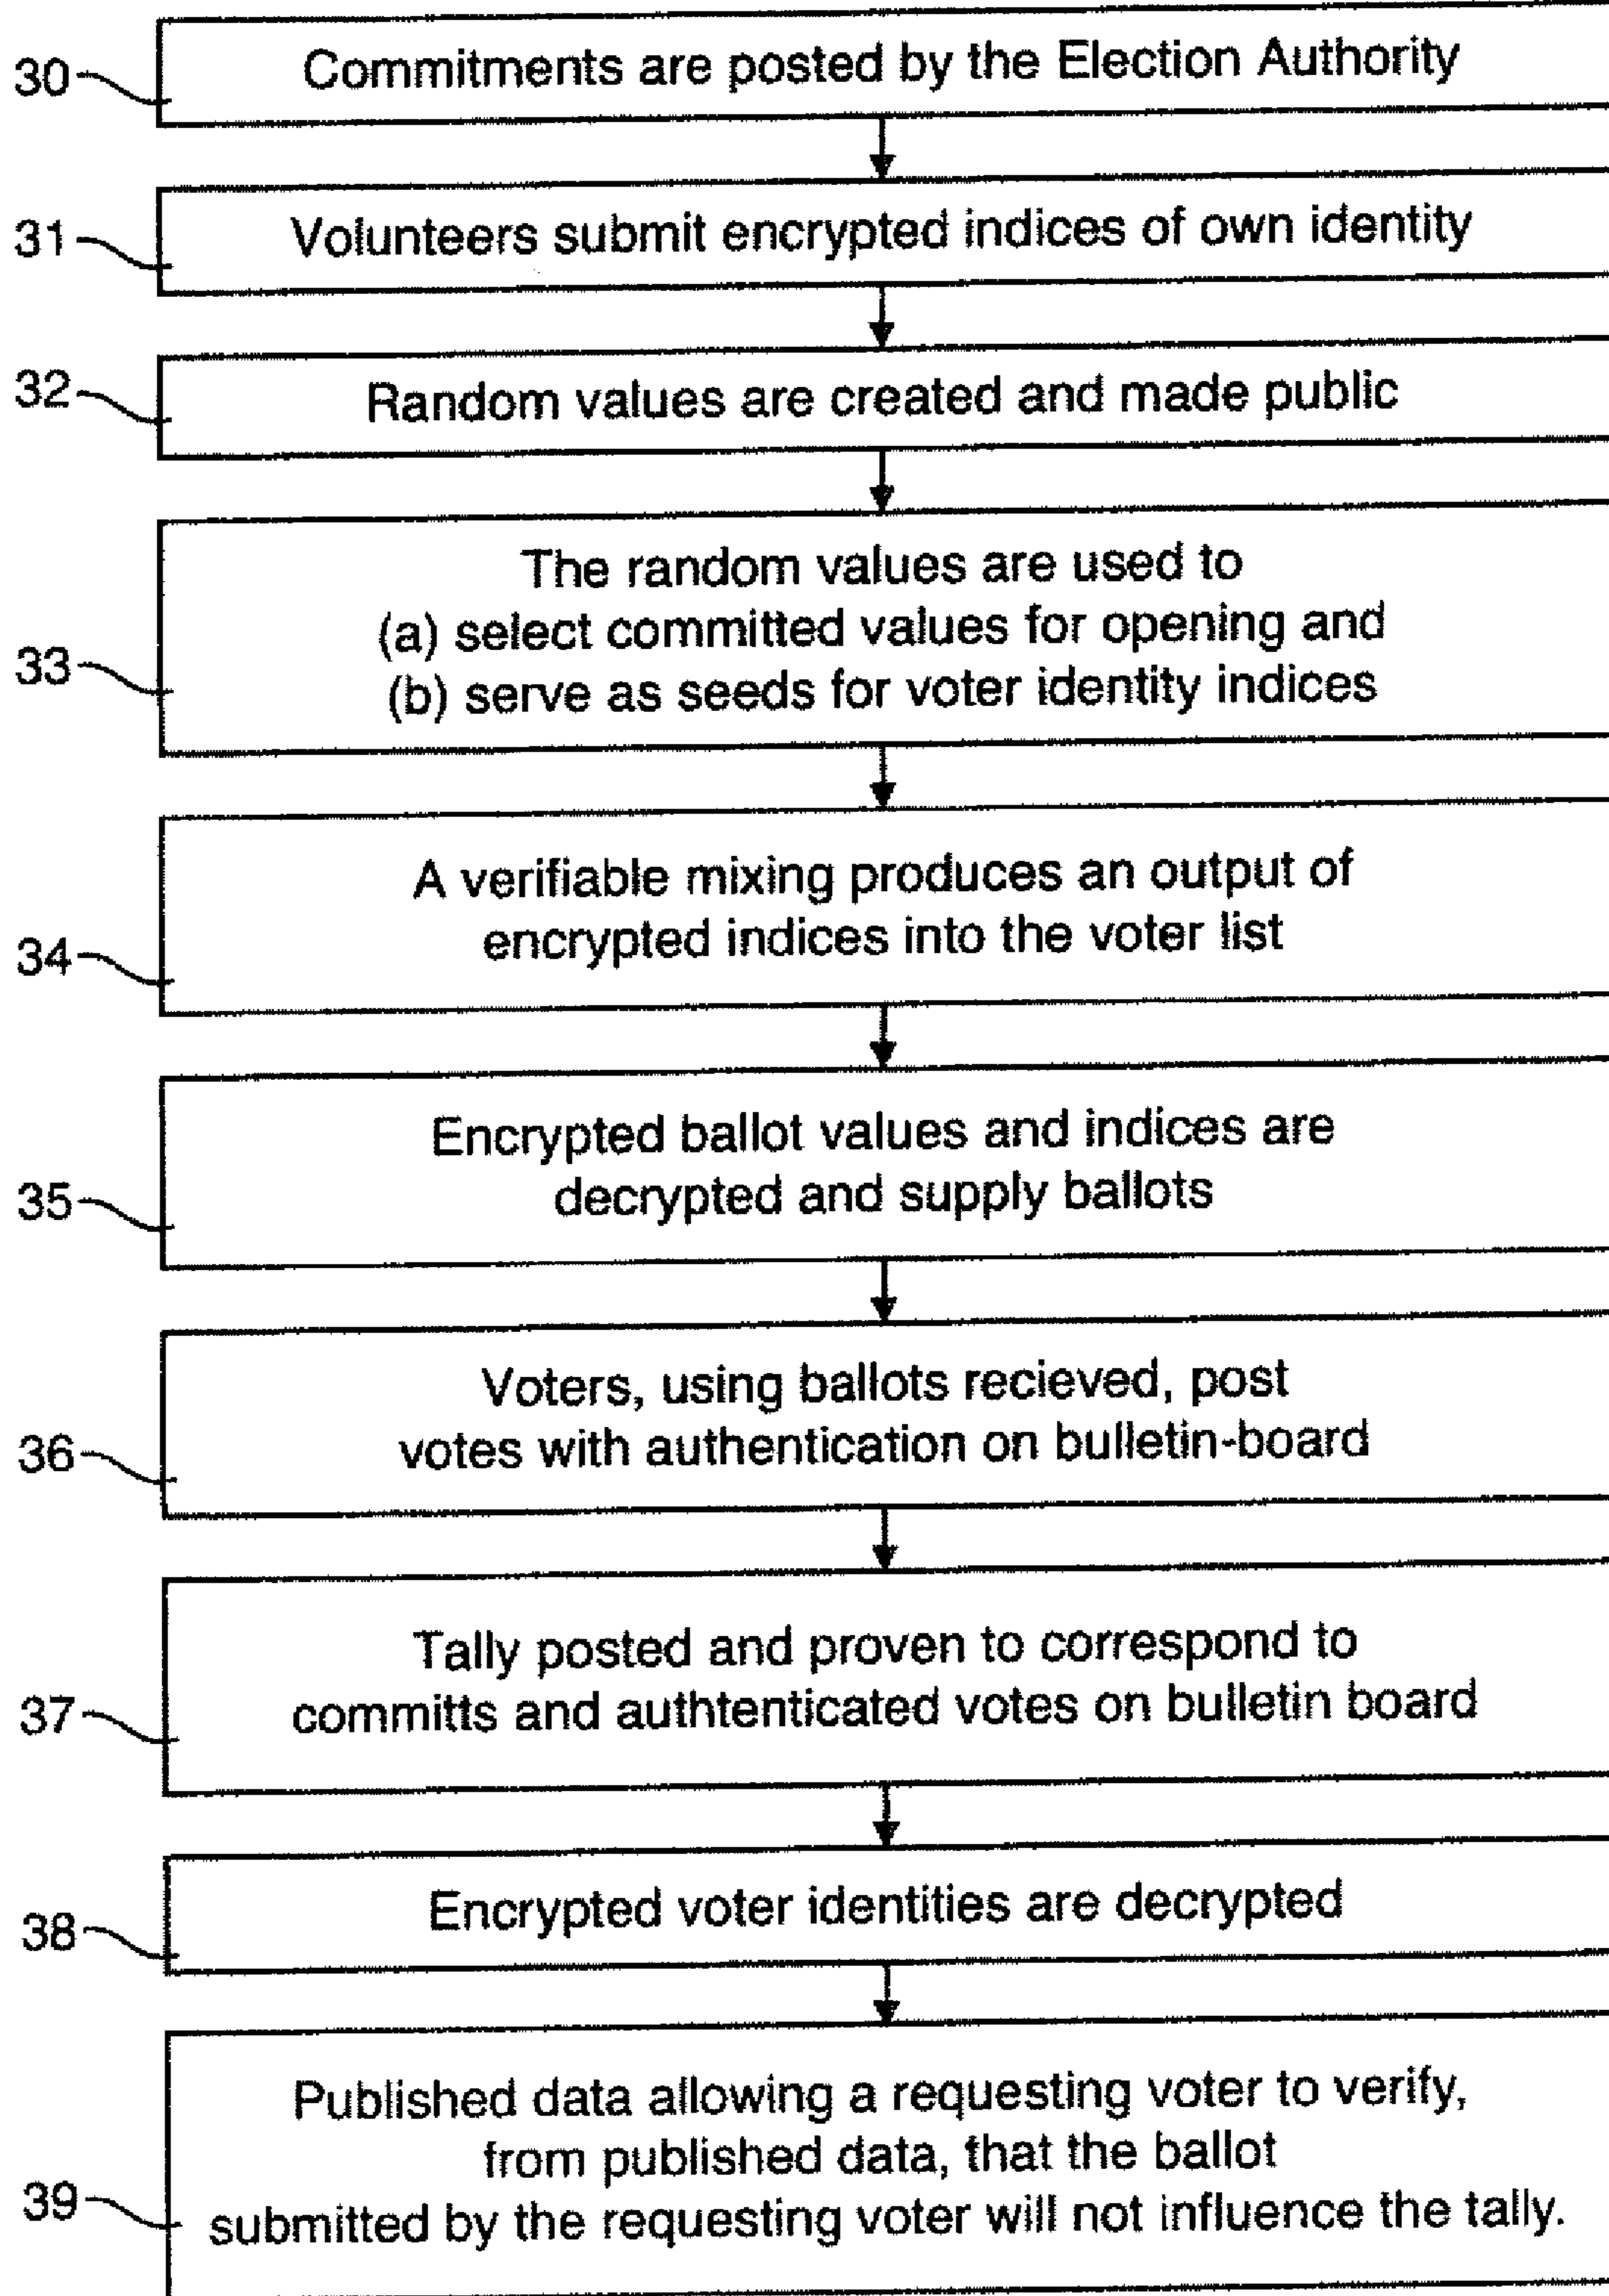 30 Commitments are posted by the Election Authority
31 Volunteers submit encrypted indices of own identity
32 Random values are created and made public
The random values are used to
(a) select committed values for opening and
33 (b) serve as seeds for voter identity indices
A verifiable mixing produces an output of
34 encrypted indices into the voter list
Encrypted ballot values and indices are
35 decrypted and supply ballots
Voters, using ballots recieved, post
36 votes with authentication on bulletin-board
Tally posted and proven to correspond to
37 committs and authtenticated votes on bulletin board
38 Encrypted voter identities are decrypted
Published data allowing a requesting voter to verify,
from published data, that the ballot
39 submitted by the requesting voter will not influence the tally.